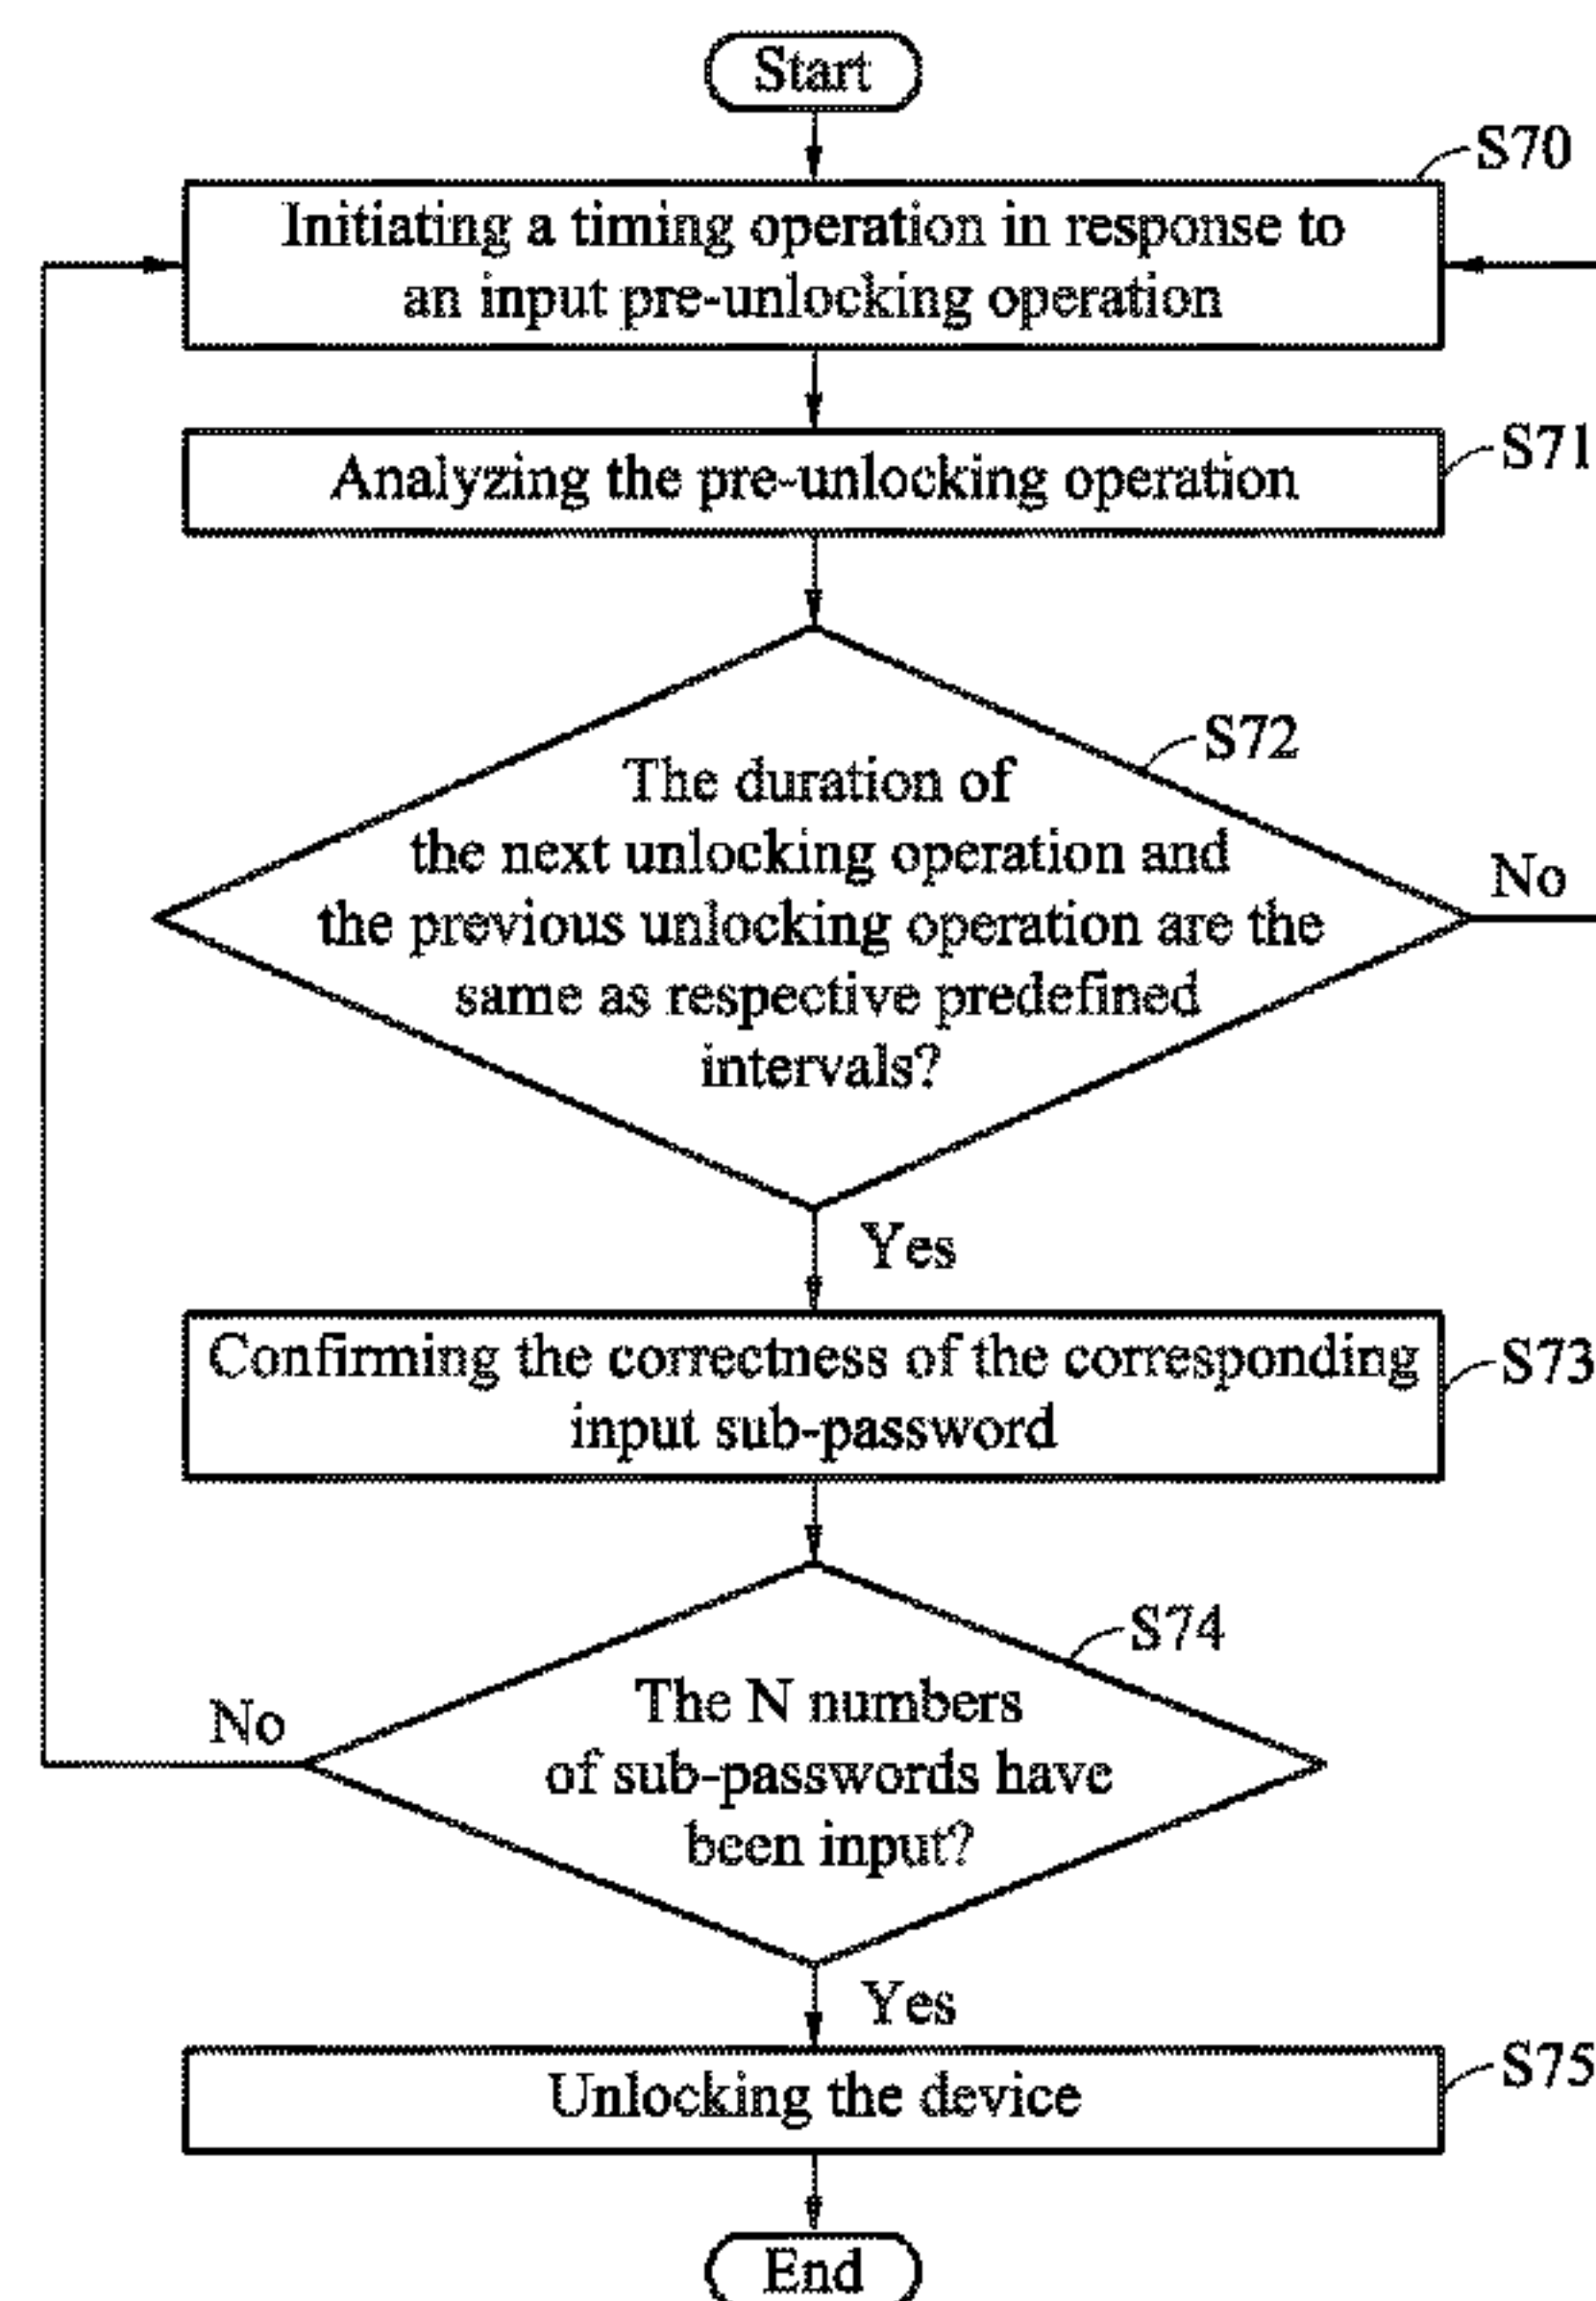 Start
S70
Initiating a timing operation in response to
an input pre-unlocking operation
S71
Analyzing the pre-unlocking operation
S72
The duration of
the next unlocking operation and
the previous unlocking operation are the
same as respective predefined
intervals?
No
Yes
Confirming the correctness of the corresponding
input sub-password
S73
S74
The N numbers
of sub-passwords have
been input?
No
Yes
S75
Unlocking the device
End